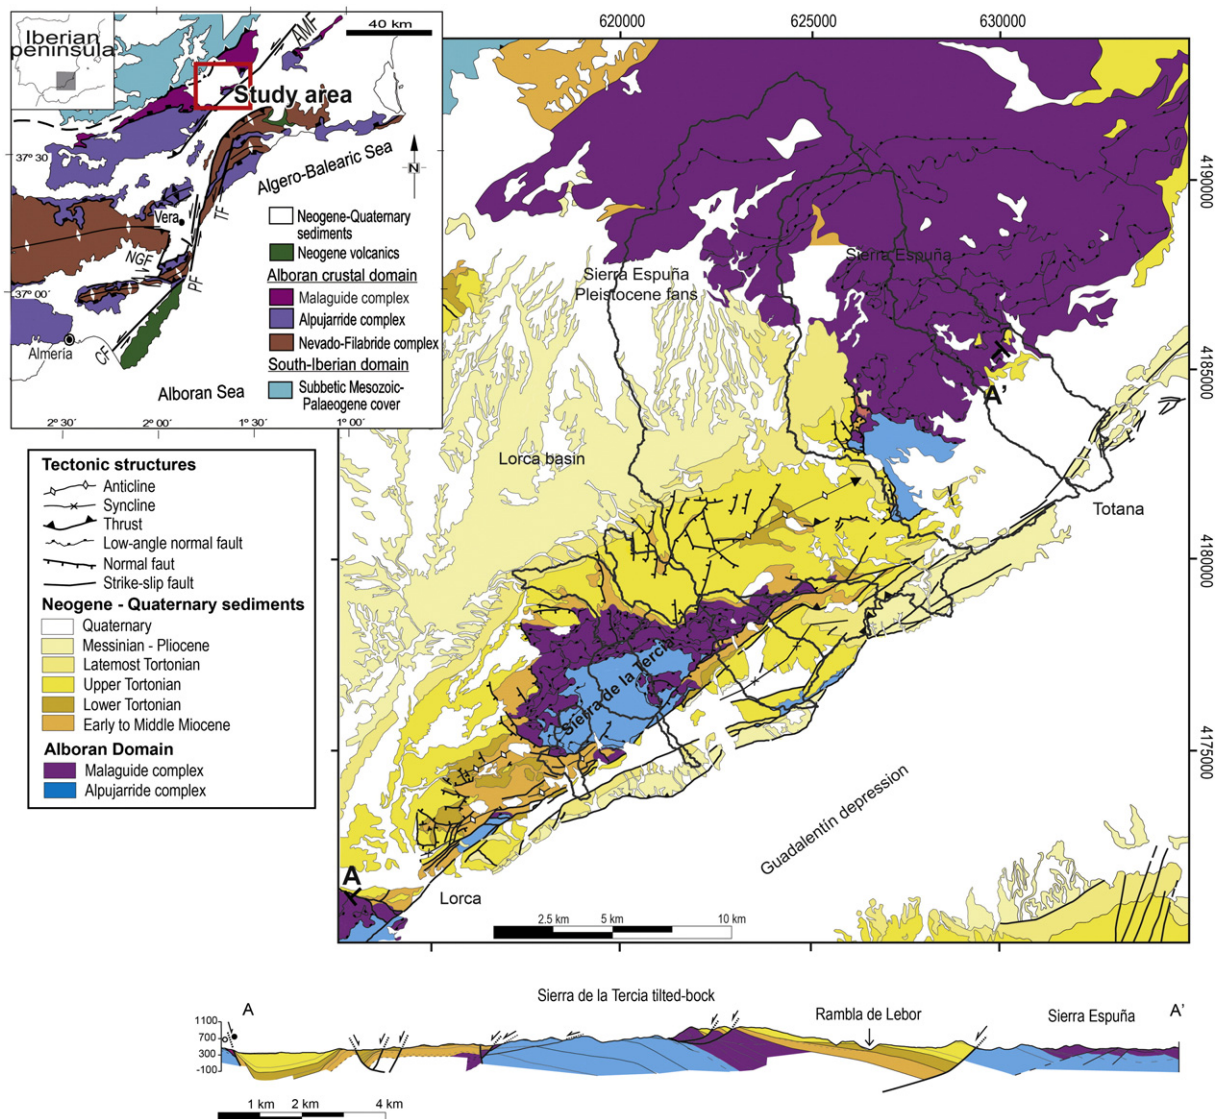 620000
625000
630000
Iberian
peninsula
40 km
AMF
Study area
37º 30
Algero-Balearic Sea
N
Vera
TF
NGF
PF
37º 00
Almería
CF
Alboran Sea
2º 30
2º 00
1º 30
1º 00
Neogene-Quaternary
sediments
Neogene volcanics
Alboran crustal domain
Malaguide complex
Alpujarride complex
Nevado-Filabride complex
South-Iberian domain
Subbetic Mesozoic-
Palaeogene cover
4190000
4185000
4180000
4175000
Sierra Espuña
Pleistocene fans
Sierra Espuña
A'
Lorca basin
Totana
Sierra de la Tercia
Guadalentín depression
A
Lorca
2.5 km
5 km
10 km
Tectonic structures
Anticline
Syncline
Thrust
Low-angle normal fault
Normal faut
Strike-slip fault
Neogene - Quaternary sediments
Quaternary
Messinian - Pliocene
Latemost Tortonian
Upper Tortonian
Lower Tortonian
Early to Middle Miocene
Alboran Domain
Malaguide complex
Alpujarride complex
A
Sierra de la Tercia tilted-bock
Rambla de Lebor
Sierra Espuña
A'
1100
700
300
-100
1 km
2 km
4 km